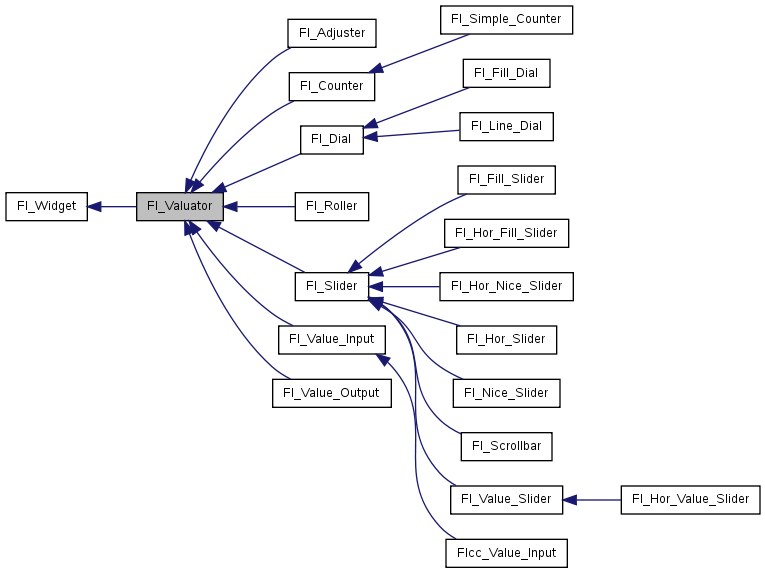 Fl_Simple_Counter
Fl_Adjuster
Fl_Fill_Dial
Fl_Counter
Fl_Line_Dial
Fl_Dial
Fl_Fill_Slider
Fl_Widget
Fl_Valuator
Fl_Roller
Fl_Hor_Fill_Slider
Fl_Slider
Fl_Hor_Nice_Slider
Fl_Value_Input
Fl_Hor_Slider
Fl_Value_Output
Fl_Nice_Slider
Fl_Scrollbar
Fl_Value_Slider
Fl_Hor_Value_Slider
Flcc_Value_Input